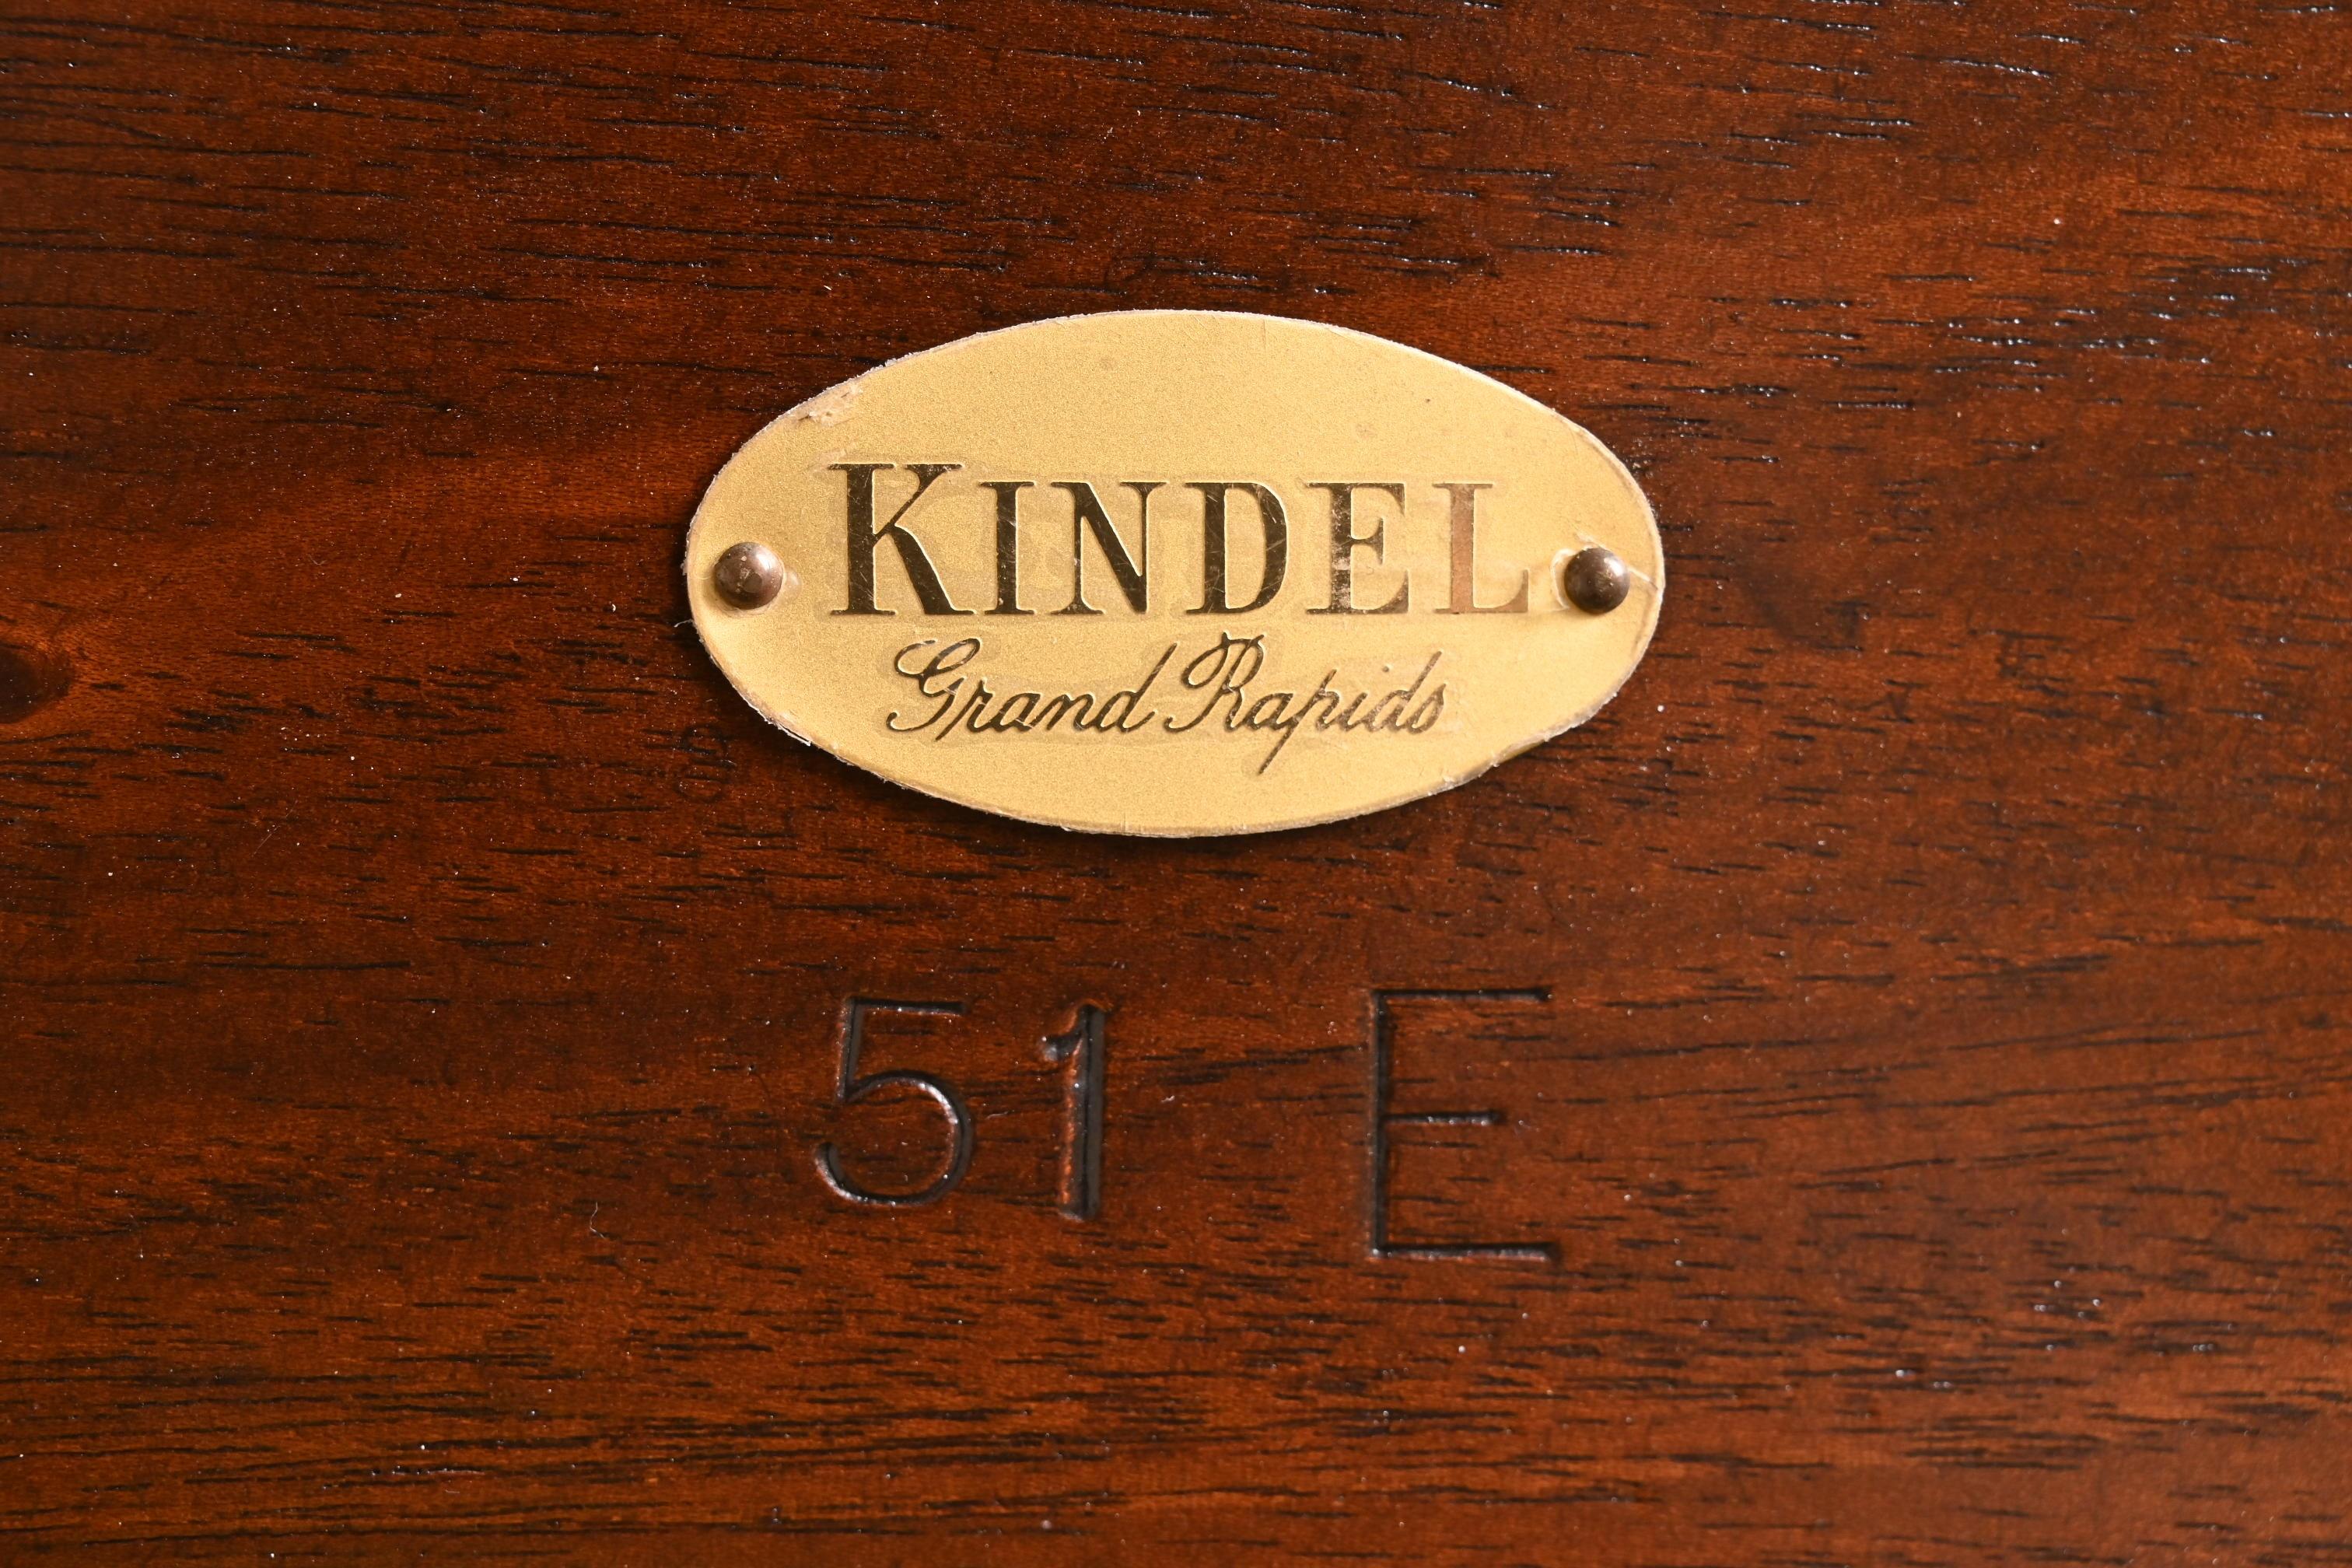 KINDEL
Grand Rapids
51 E